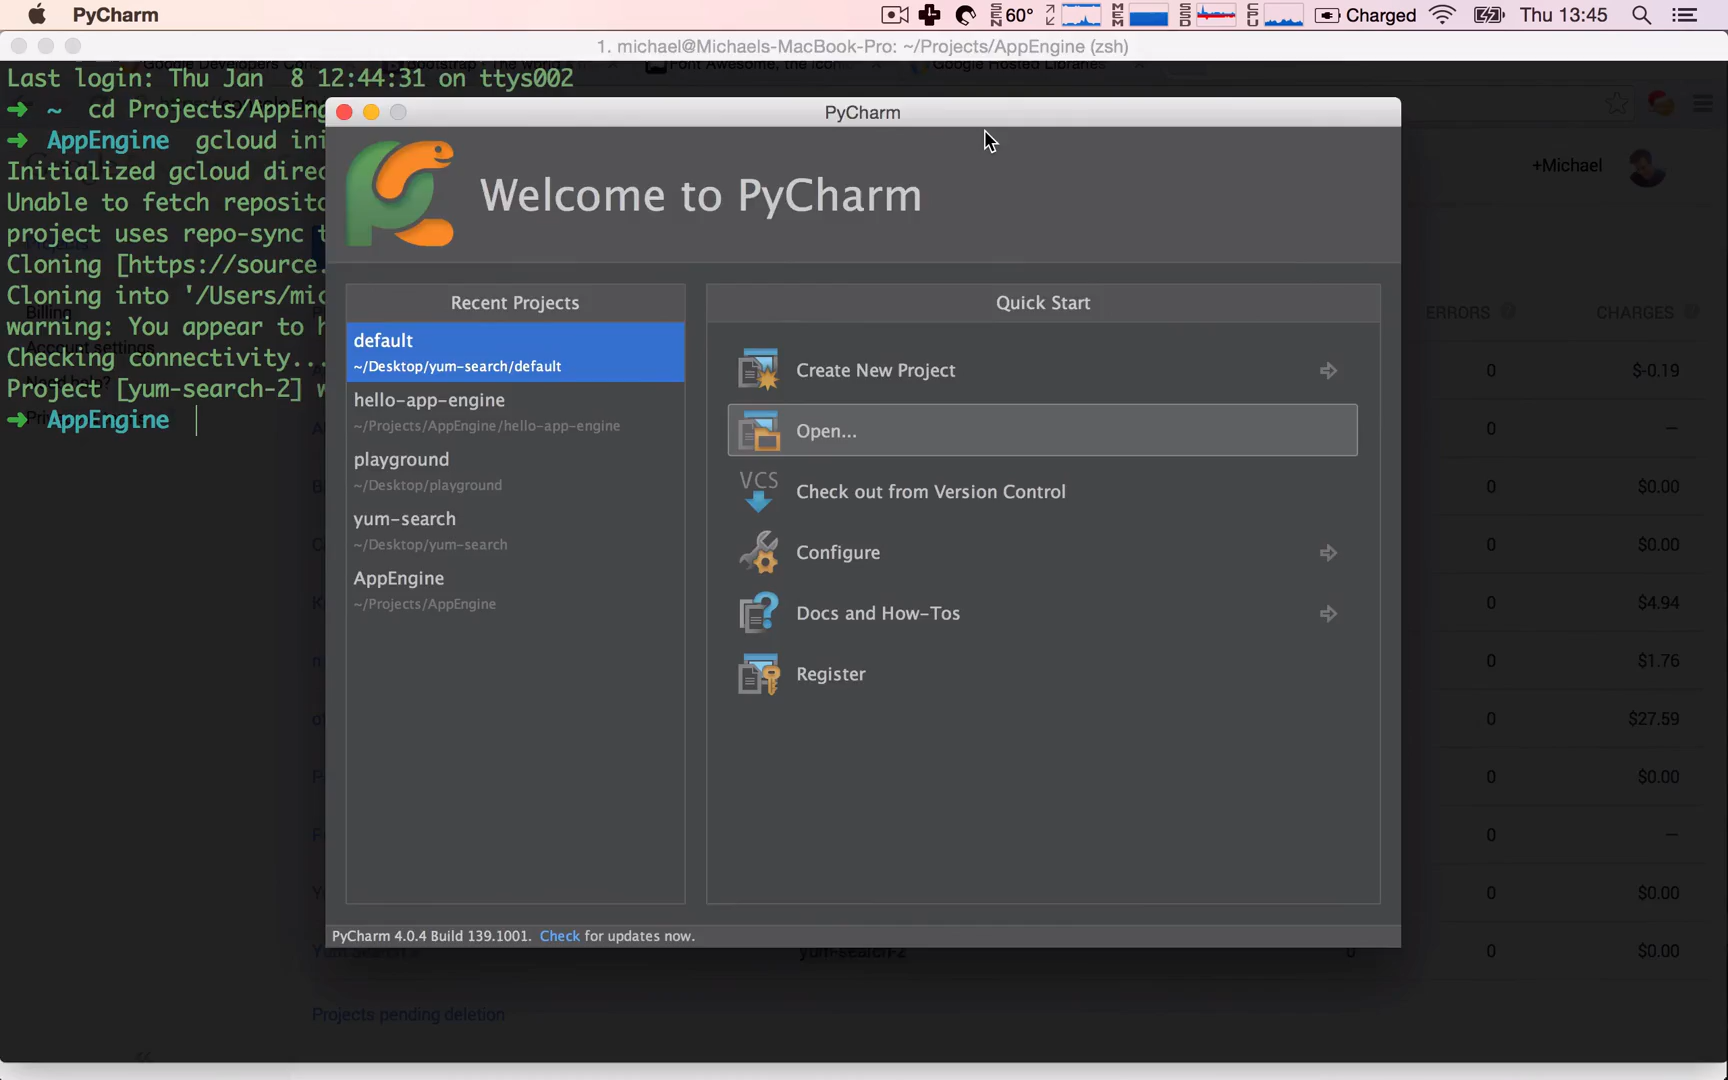 PyCharm
60°
Charged
Thu 13:45
1. michael@Michaels-MacBook-Pro: ~/Projects/AppEngine (zsh)
Last login: Thu Jan  8 12:44:31 on ttys002
➜  ~  cd Projects/AppEng
➜  AppEngine  gcloud ini
Initialized gcloud direc
Unable to fetch reposito
project uses repo-sync t
Cloning [https://source.
Cloning into '/Users/mic
warning: You appear to h
Checking connectivity...
Project [yum-search-2] w
➜  AppEngine
PyCharm
Welcome to PyCharm
Recent Projects
default
~/Desktop/yum-search/default
hello-app-engine
~/Projects/AppEngine/hello-app-engine
playground
~/Desktop/playground
yum-search
~/Desktop/yum-search
AppEngine
~/Projects/AppEngine
Quick Start
Create New Project
Open...
VCS
Check out from Version Control
Configure
Docs and How-Tos
Register
PyCharm 4.0.4 Build 139.1001. Check for updates now.
+Michael
Billing
Account settings
ERRORS CHARGES
0 $-0.19
0 —
0 $0.00
0 $0.00
0 $4.94
0 $1.76
0 $27.59
0 $0.00
0 —
0 $0.00
0 $0.00
Projects pending deletion